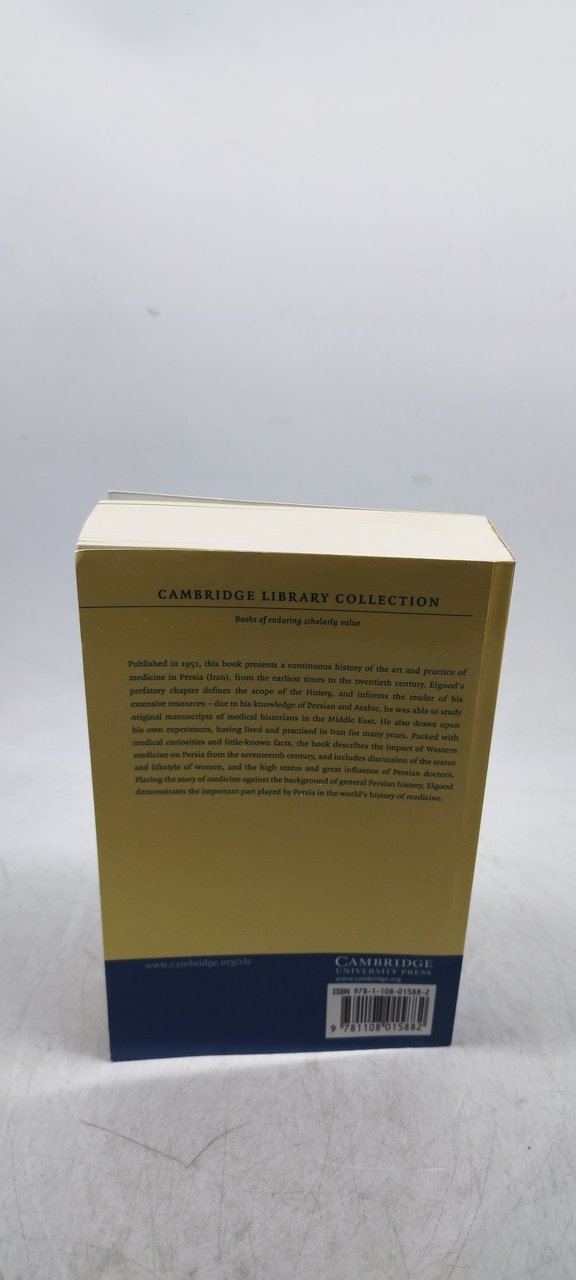 CAMBRIDGE LIBRARY COLLECTION
Books of enduring scholarly value
Published in 1951, this book presents a continuous history of the art and practice of
medicine in Persia (Iran), from the earliest times to the twentieth century. Elgood's
prefatory chapter defines the scope of the History, and informs the reader of his
extensive resources – due to his knowledge of Persian and Arabic, he was able to study
original manuscripts of medical historians in the Middle East. He also draws upon
his own experiences, having lived and practised in Iran for many years. Packed with
medical curiosities and little-known facts, the book describes the impact of Western
medicine on Persia from the seventeenth century, and includes discussion of the status
and lifestyle of women, and the high status and great influence of Persian doctors.
Placing the story of medicine against the background of general Persian history, Elgood
demonstrates the important part played by Persia in the world's history of medicine.
www.cambridge.org/clc
CAMBRIDGE
UNIVERSITY PRESS
www.cambridge.org
ISBN 978-1-108-01588-2
9 781108 015882